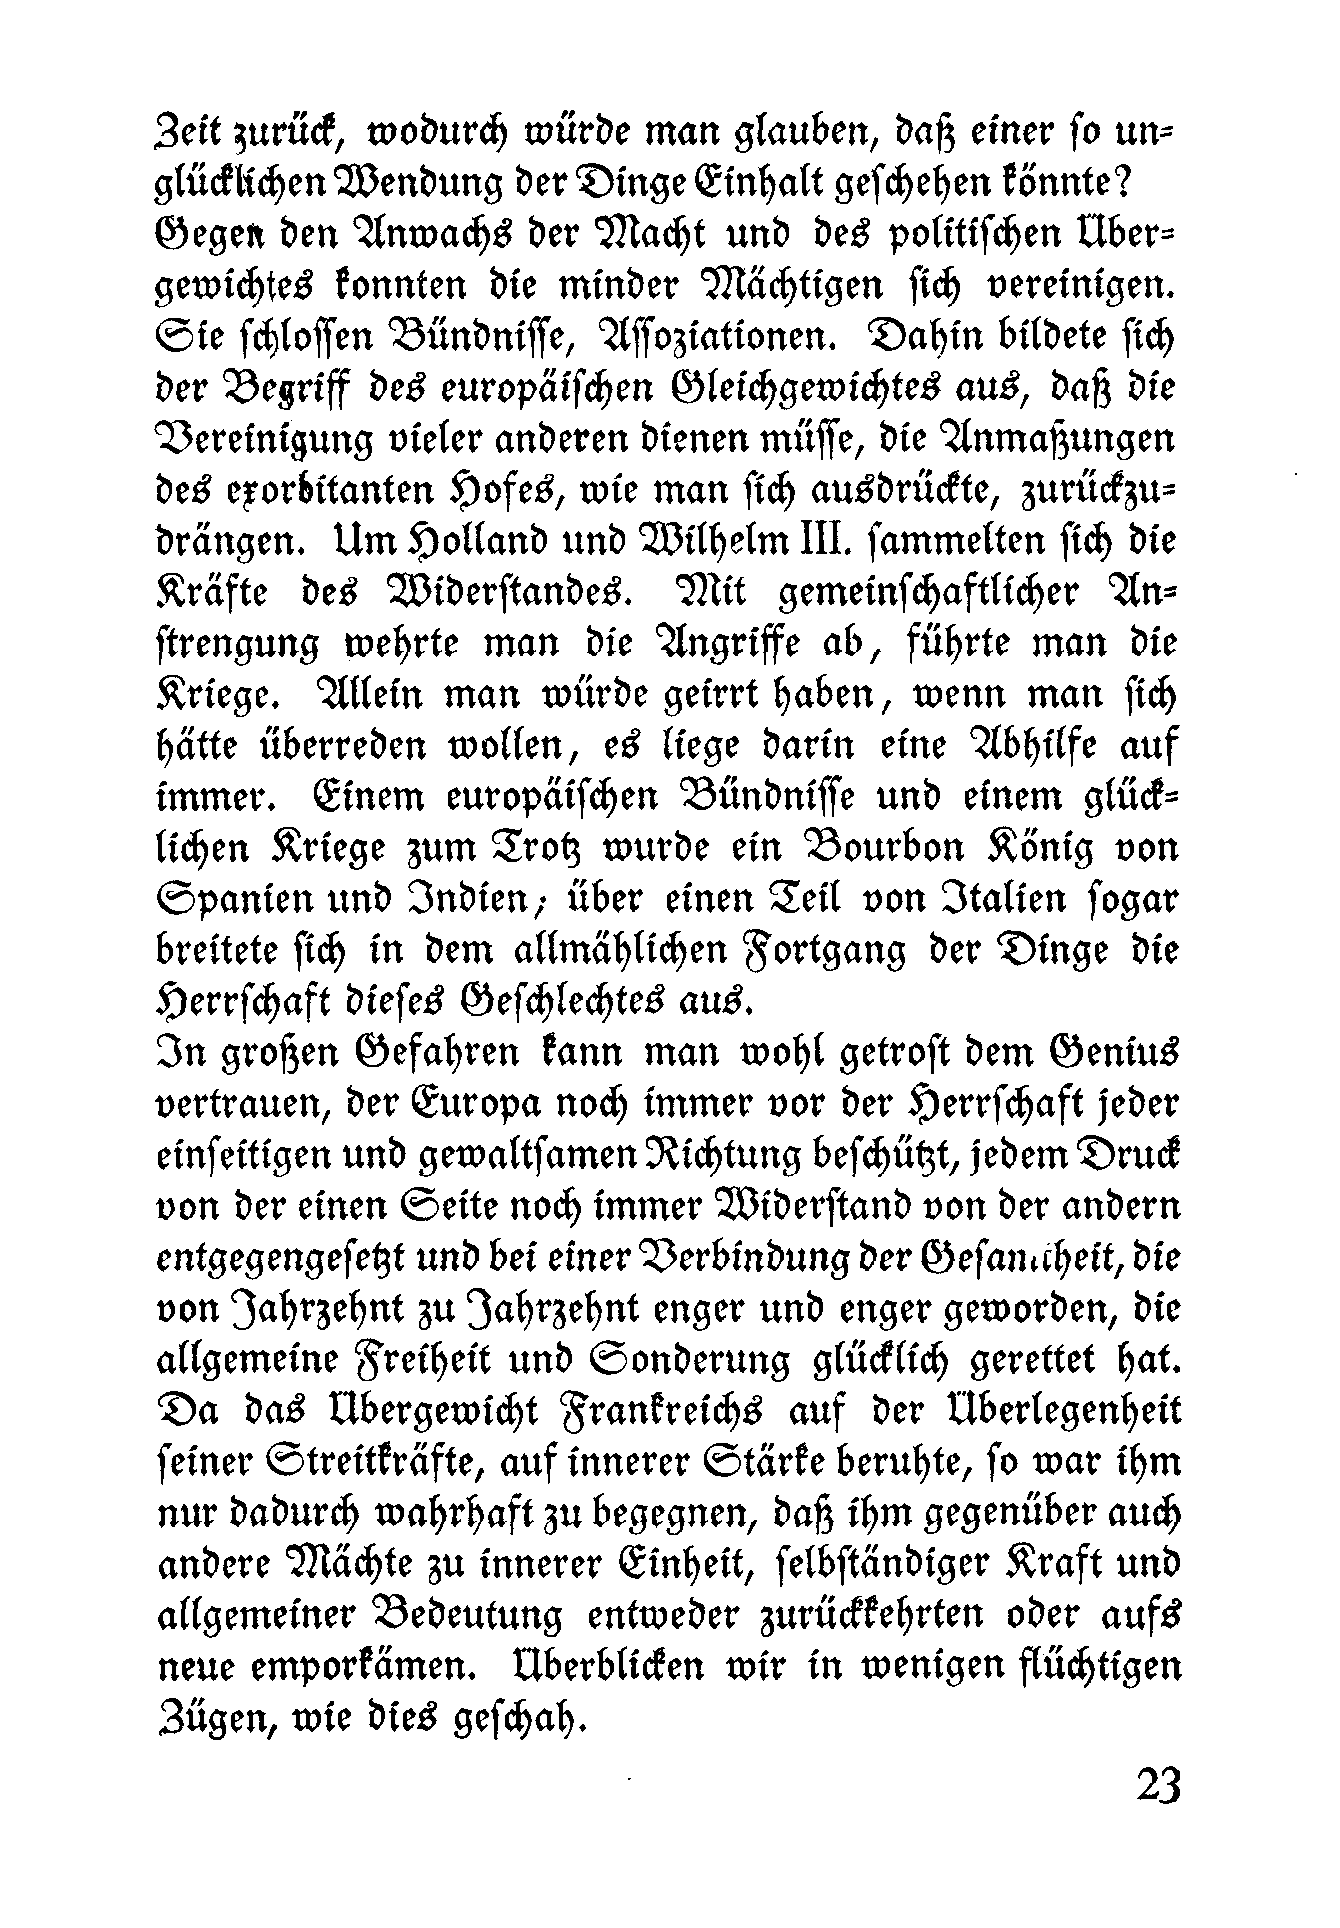 Zeit zurück, wodurch würde man glauben, daß einer so un-
glücklichen Wendung der Dinge Einhalt geschehen könnte?
Gegen den Anwachs der Macht und des politischen Über-
gewichtes konnten die minder Mächtigen sich vereinigen.
Sie schlossen Bündnisse, Assoziationen. Dahin bildete sich
der Begriff des europäischen Gleichgewichtes aus, daß die
Vereinigung vieler anderen dienen müsse, die Anmaßungen
des exorbitanten Hofes, wie man sich ausdrückte, zurückzu-
drängen. Um Holland und Wilhelm III. sammelten sich die
Kräfte des Widerstandes. Mit gemeinschaftlicher An-
strengung wehrte man die Angriffe ab, führte man die
Kriege. Allein man würde geirrt haben, wenn man sich
hätte überreden wollen, es liege darin eine Abhilfe auf
immer. Einem europäischen Bündnisse und einem glück-
lichen Kriege zum Trotz wurde ein Bourbon König von
Spanien und Indien; über einen Teil von Italien sogar
breitete sich in dem allmählichen Fortgang der Dinge die
Herrschaft dieses Geschlechtes aus.
In großen Gefahren kann man wohl getrost dem Genius
vertrauen, der Europa noch immer vor der Herrschaft jeder
einseitigen und gewaltsamen Richtung beschützt, jedem Druck
von der einen Seite noch immer Widerstand von der andern
entgegengesetzt und bei einer Verbindung der Gesamtheit, die
von Jahrzehnt zu Jahrzehnt enger und enger geworden, die
allgemeine Freiheit und Sonderung glücklich gerettet hat.
Da das Übergewicht Frankreichs auf der Überlegenheit
seiner Streitkräfte, auf innerer Stärke beruhte, so war ihm
nur dadurch wahrhaft zu begegnen, daß ihm gegenüber auch
andere Mächte zu innerer Einheit, selbständiger Kraft und
allgemeiner Bedeutung entweder zurückkehrten oder aufs
neue emporkämen. Überblicken wir in wenigen flüchtigen
Zügen, wie dies geschah.
23